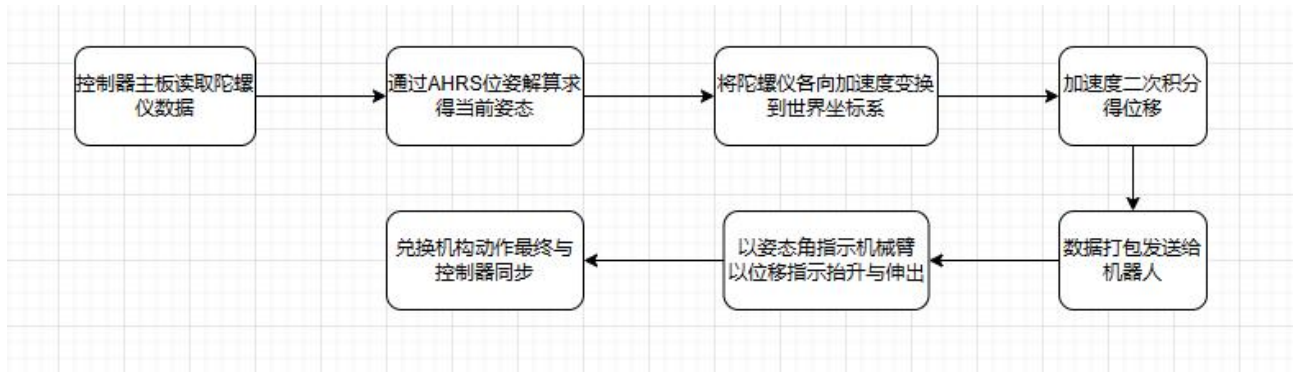 控制器主板读取陀螺
仪数据
通过AHRS位姿解算求
得当前姿态
将陀螺仪各向加速度变换
到世界坐标系
加速度二次积分
得位移
数据打包发送给
机器人
以姿态角指示机械臂
以位移指示抬升与伸出
兑换机构动作最终与
控制器同步